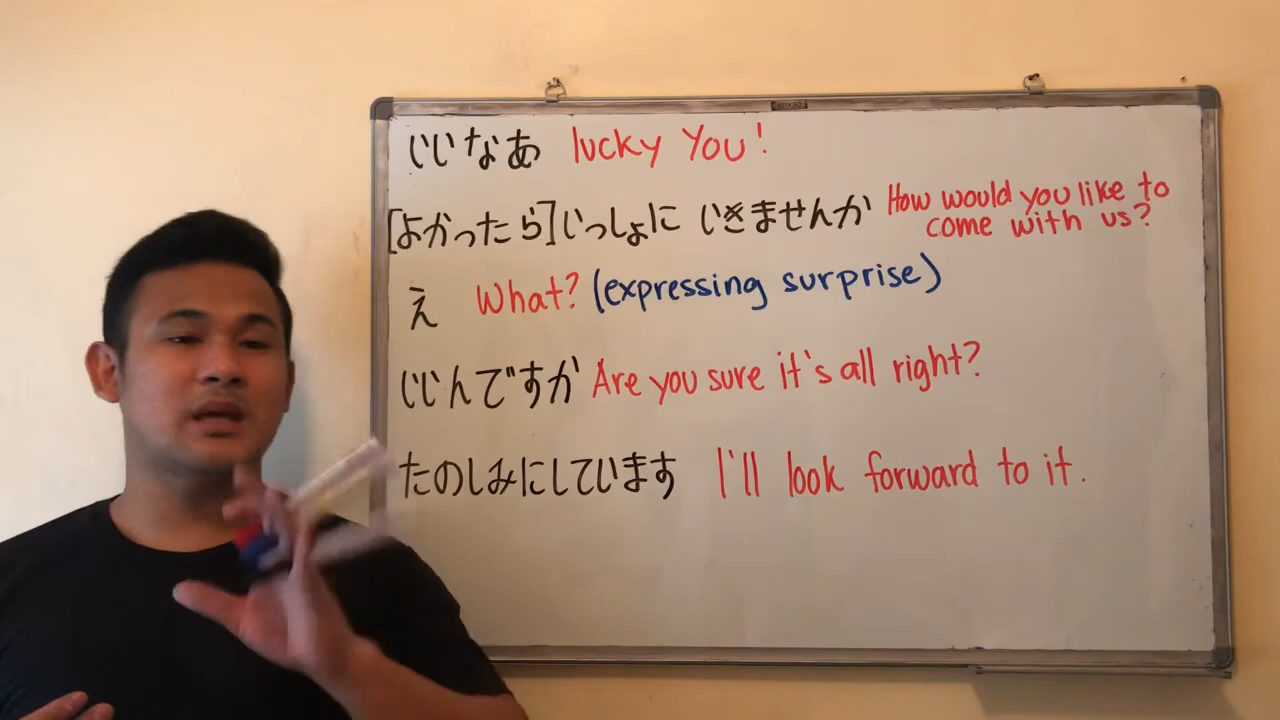 いいなあ lucky You!
[よかったら]いっしょに いきませんか How would you like to
come with us?
え What? (expressing surprise)
いいんですか Are you sure it's all right?
たのしみにしています I'll look forward to it.